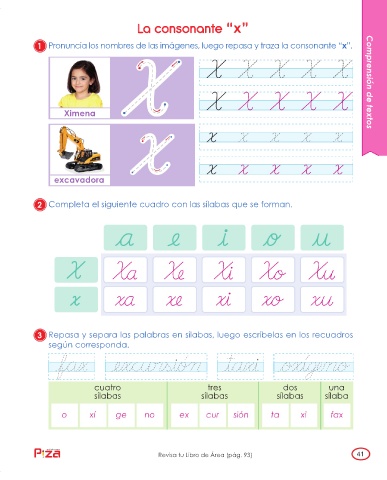 La consonante "x"
1 Pronuncia los nombres de las imágenes, luego repasa y traza la consonante "x".
Comprensión de textos
X X X X X X
Ximena
X X X X X
x x x x x x
excavadora
x x x x x
2 Completa el siguiente cuadro con las sílabas que se forman.
a e i o u
X Xa Xe Xi Xo Xu
x xa xe xi xo xu
3 Repasa y separa las palabras en sílabas, luego escríbelas en los recuadros
según corresponda.
fax excursión taxi oxígeno
cuatro sílabas tres sílabas dos sílabas una sílaba
o xí ge no ex cur sión ta xi fax
Piza
Revisa tu Libro de Área (pág. 93)
41